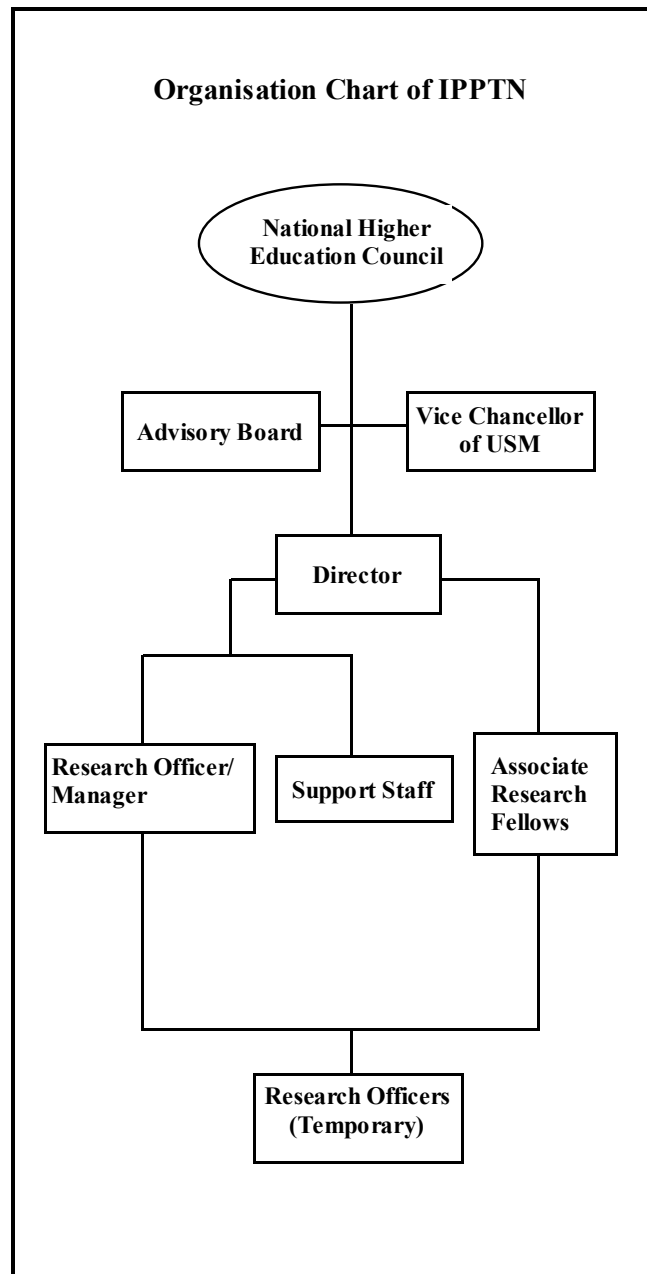 Organisation Chart of IPPTN
National Higher
Education Council
Advisory Board
Vice Chancellor
of USM
Director
Research Officer/
Manager
Support Staff
Associate
Research
Fellows
Research Officers
(Temporary)